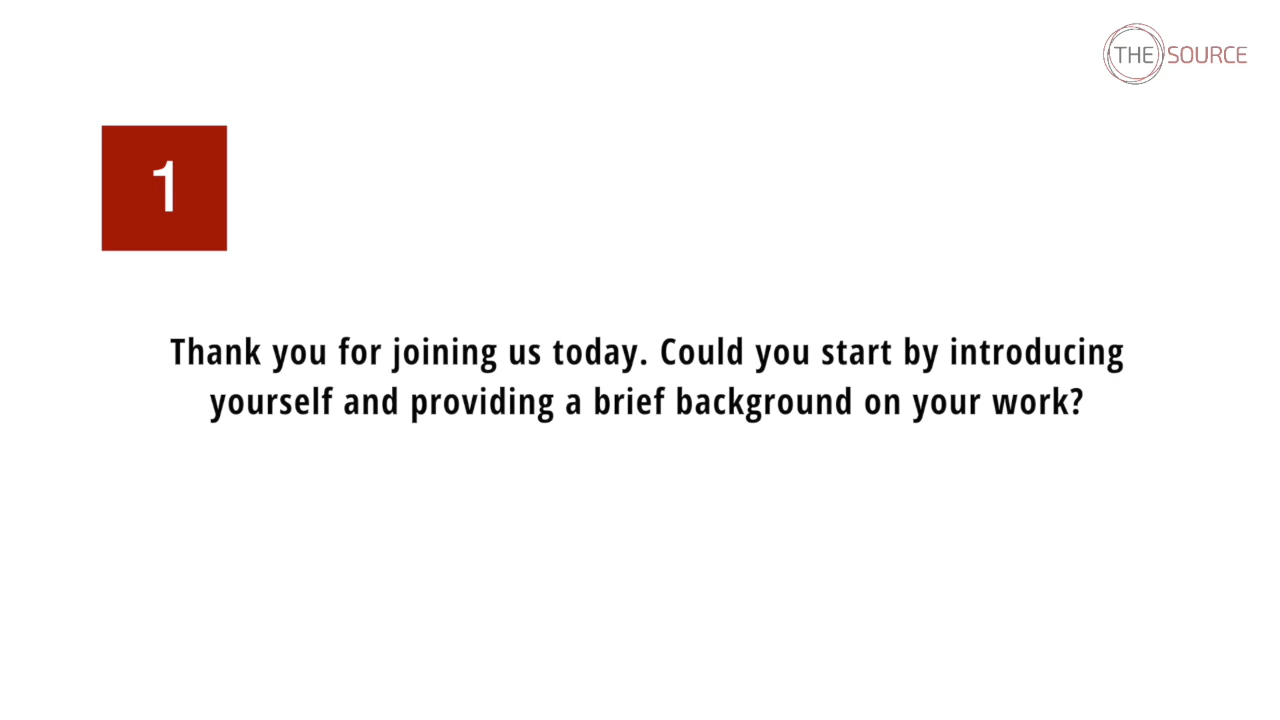 THE SOURCE
1
Thank you for joining us today. Could you start by introducing
yourself and providing a brief background on your work?